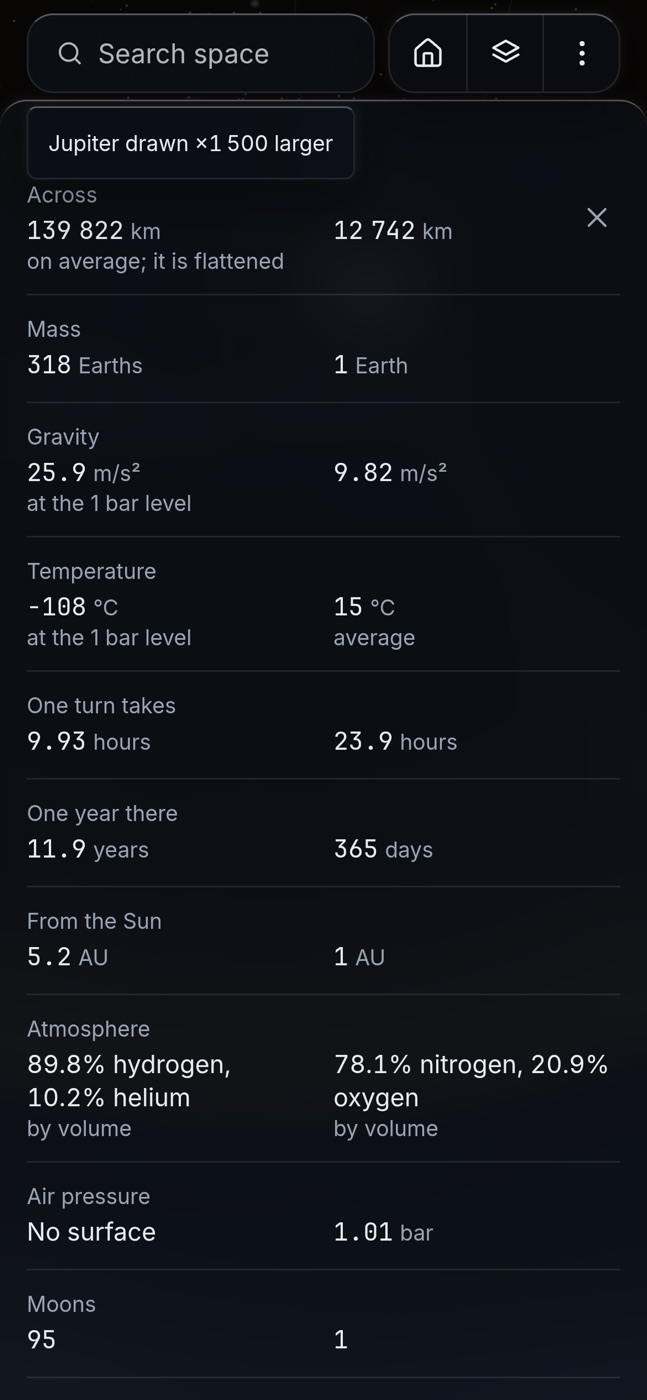 Search space
Jupiter drawn ×1 500 larger
Across
139 822 km 12 742 km
on average; it is flattened
Mass
318 Earths 1 Earth
Gravity
25.9 m/s² 9.82 m/s²
at the 1 bar level
Temperature
-108 °C 15 °C
at the 1 bar level average
One turn takes
9.93 hours 23.9 hours
One year there
11.9 years 365 days
From the Sun
5.2 AU 1 AU
Atmosphere
89.8% hydrogen, 78.1% nitrogen, 20.9%
10.2% helium oxygen
by volume by volume
Air pressure
No surface 1.01 bar
Moons
95 1